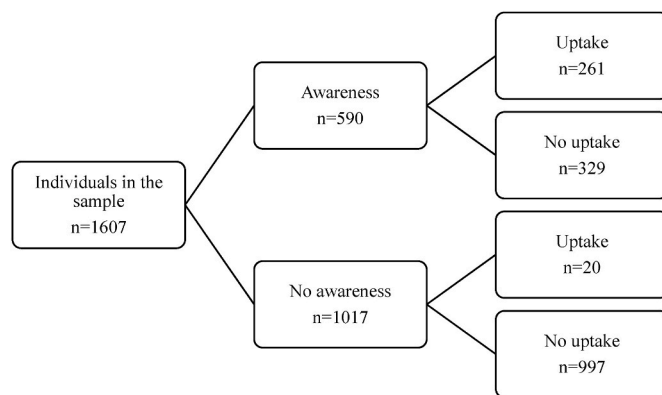 Individuals in the
sample
n=1607
Awareness
n=590
No awareness
n=1017
Uptake
n=261
No uptake
n=329
Uptake
n=20
No uptake
n=997